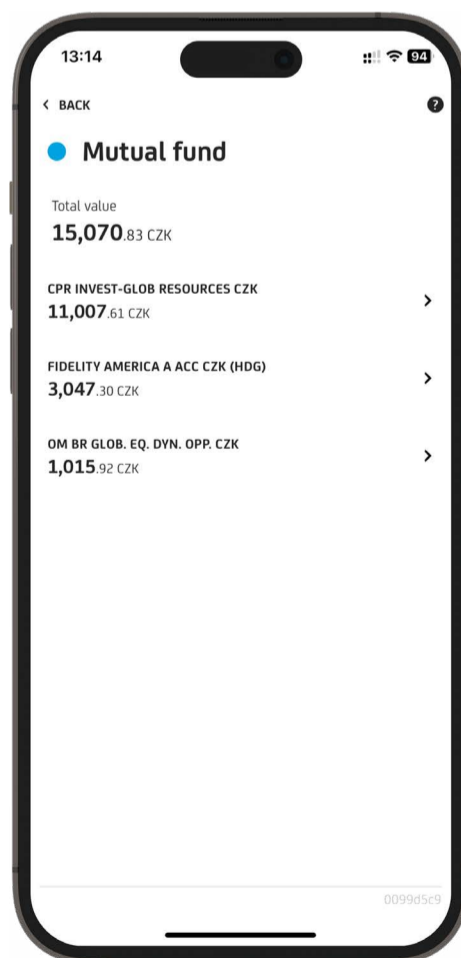 13:14
94
BACK
?
Mutual fund
Total value
15,070.83 CZK
CPR INVEST-GLOB RESOURCES CZK
11,007.61 CZK
FIDELITY AMERICA A ACC CZK (HDG)
3,047.30 CZK
OM BR GLOB. EQ. DYN. OPP. CZK
1,015.92 CZK
0099d5c9